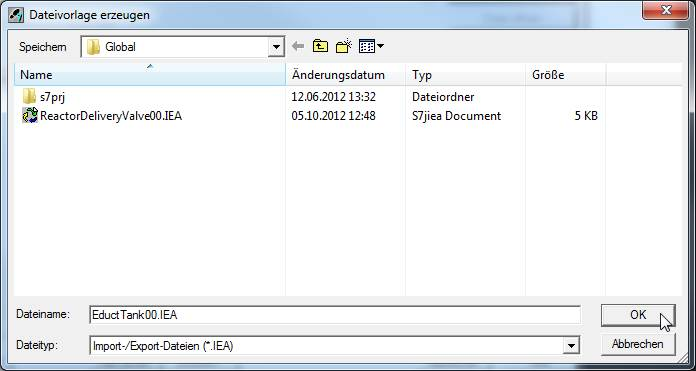 Dateivorlage erzeugen
Speichern Global
Name Änderungsdatum Typ Größe
s7prj 12.06.2012 13:32 Dateiordner
ReactorDeliveryValve00.IEA 05.10.2012 12:48 S7jiea Document 5 KB
Dateiname: EductTank00.IEA OK
Dateityp: Import-/Export-Dateien (*.IEA) Abbrechen